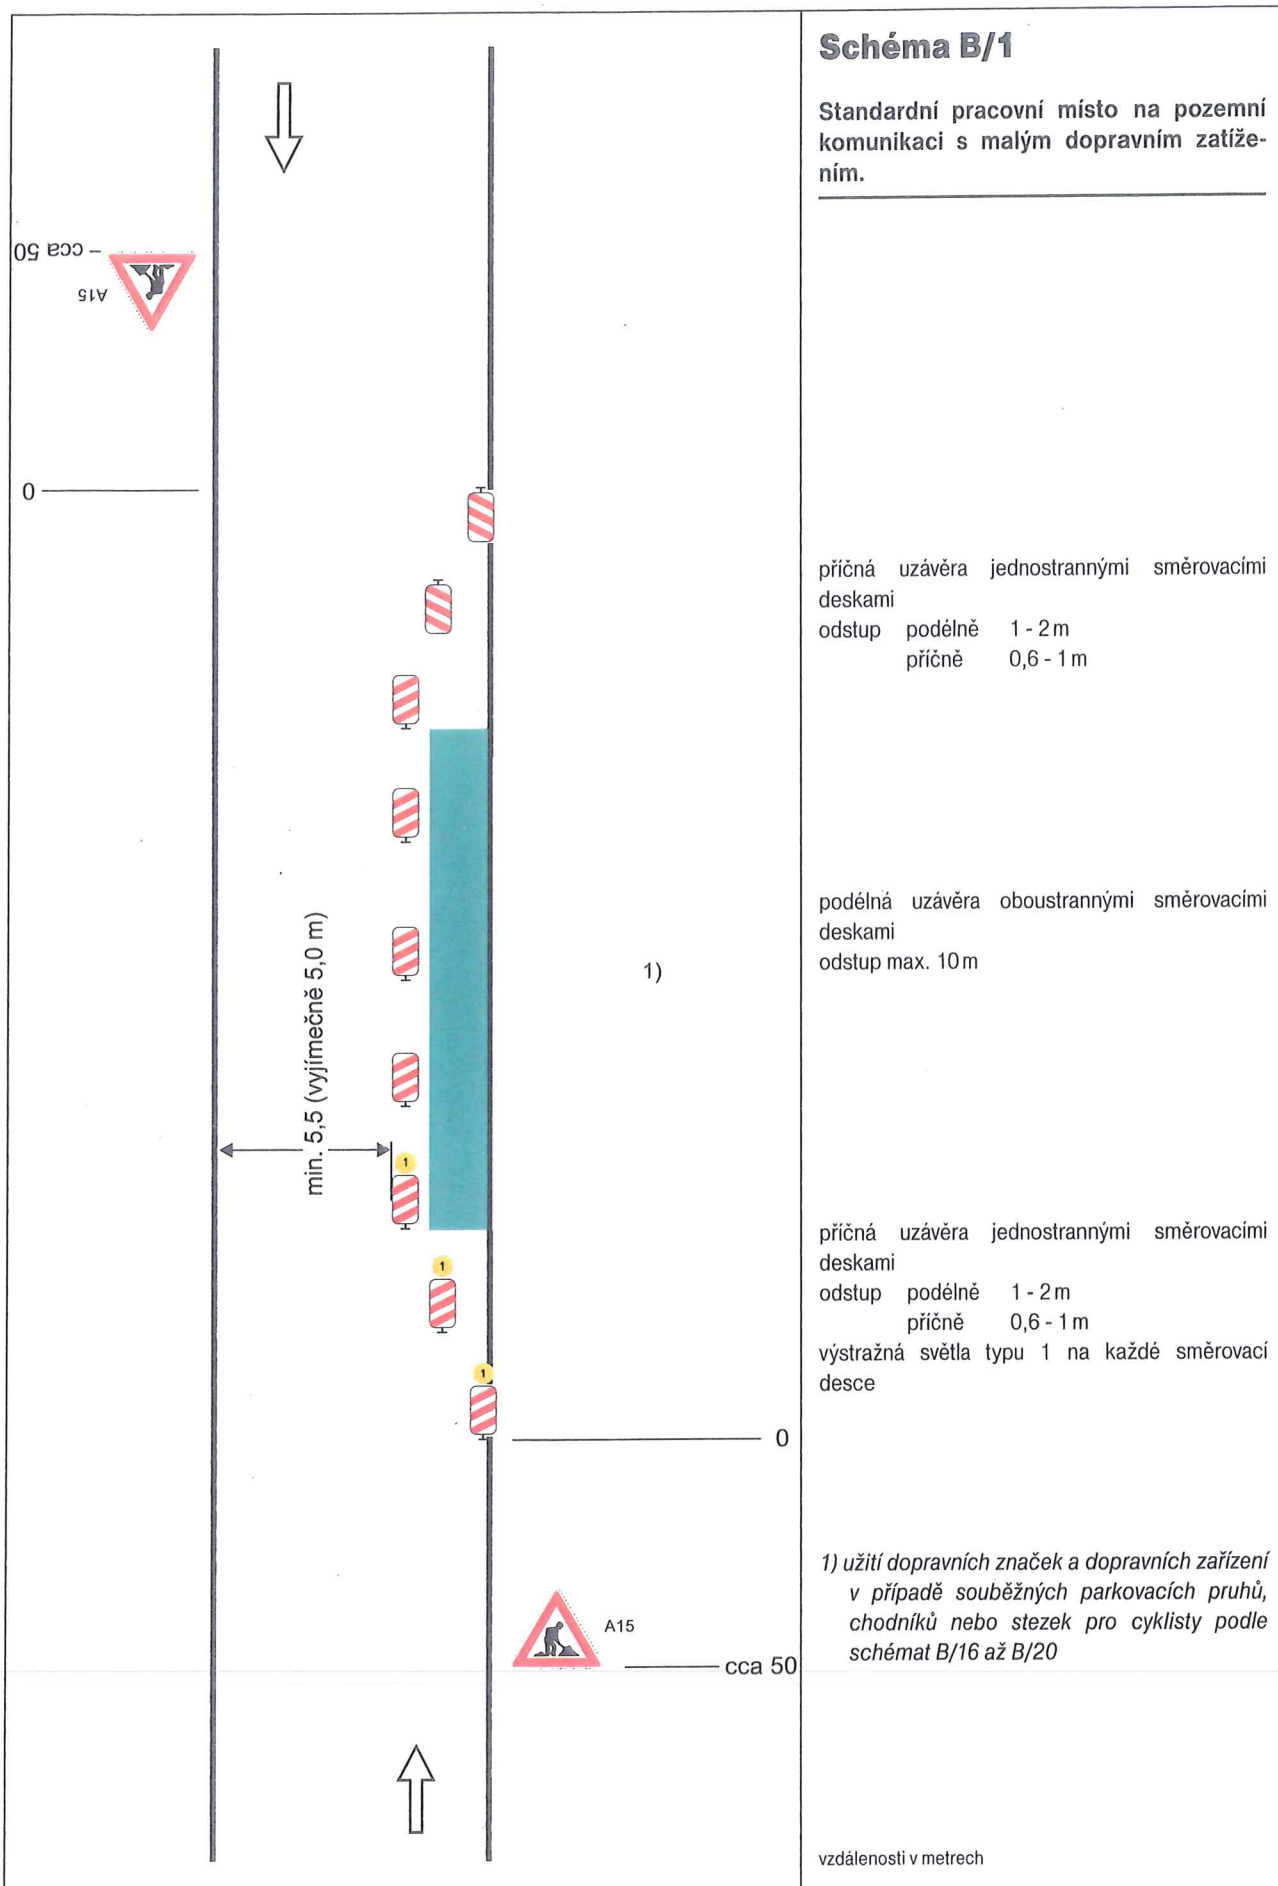 Schéma B/1
Standardní pracovní místo na pozemní
komunikaci s malým dopravním zatíže-
ním.
cca 50
A15
0
příčná uzávěra jednostrannými směrovacími
deskami
odstup podélně 1 - 2 m
příčně 0,6 - 1 m
podélná uzávěra oboustrannými směrovacími
deskami
odstup max. 10 m
1)
min. 5,5 (vyjímečně 5,0 m)
1
1
1
příčná uzávěra jednostrannými směrovacími
deskami
odstup podélně 1 - 2 m
příčně 0,6 - 1 m
výstražná světla typu 1 na každé směrovací
desce
0
A15
cca 50
1) užití dopravních značek a dopravních zařízení
v případě souběžných parkovacích pruhů,
chodníků nebo stezek pro cyklisty podle
schémat B/16 až B/20
vzdálenosti v metrech